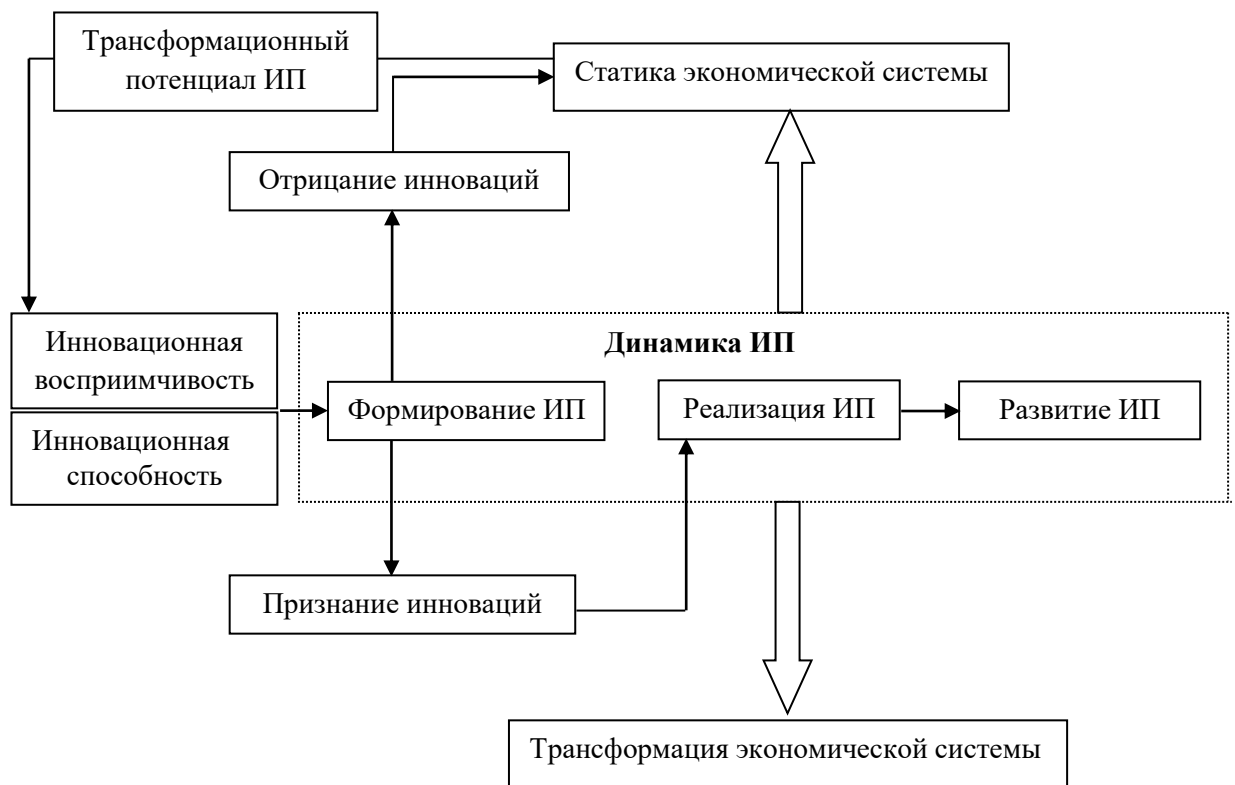 Трансформационный
потенциал ИП
Статика экономической системы
Отрицание инноваций
Инновационная
восприимчивость
Инновационная
способность
Динамика ИП
Формирование ИП
Реализация ИП
Развитие ИП
Признание инноваций
Трансформация экономической системы